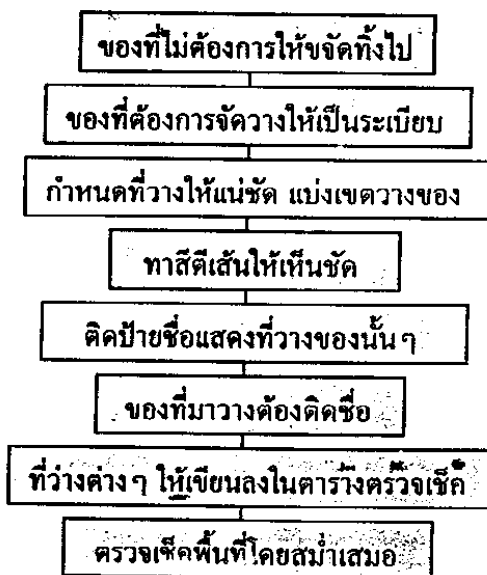 ของที่ไม่ต้องการให้ขจัดทิ้งไป
ของที่ต้องการจัดวางให้เป็นระเบียบ
กำหนดที่วางให้แน่ชัด แบ่งเขตวางของ
ทาสีตีเส้นให้เห็นชัด
ติดป้ายชื่อแสดงที่วางของนั้นๆ
ของที่มาวางต้องติดชื่อ
ที่ว่างต่างๆ ให้เขียนลงในตารางตรวจเช็ค
ตรวจเช็คพื้นที่โดยสม่ำเสมอ